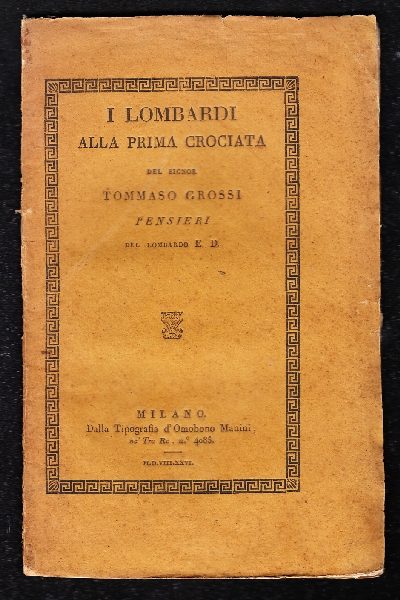 I LOMBARDI
ALLA PRIMA CROCIATA
DEL SIGNOR
TOMMASO GROSSI
PENSIERI
DEL LOMBARDO E. D.
MILANO.
Dalla Tipografia d'Omobono Manini,
ne' Tre Re, n.° 4085.